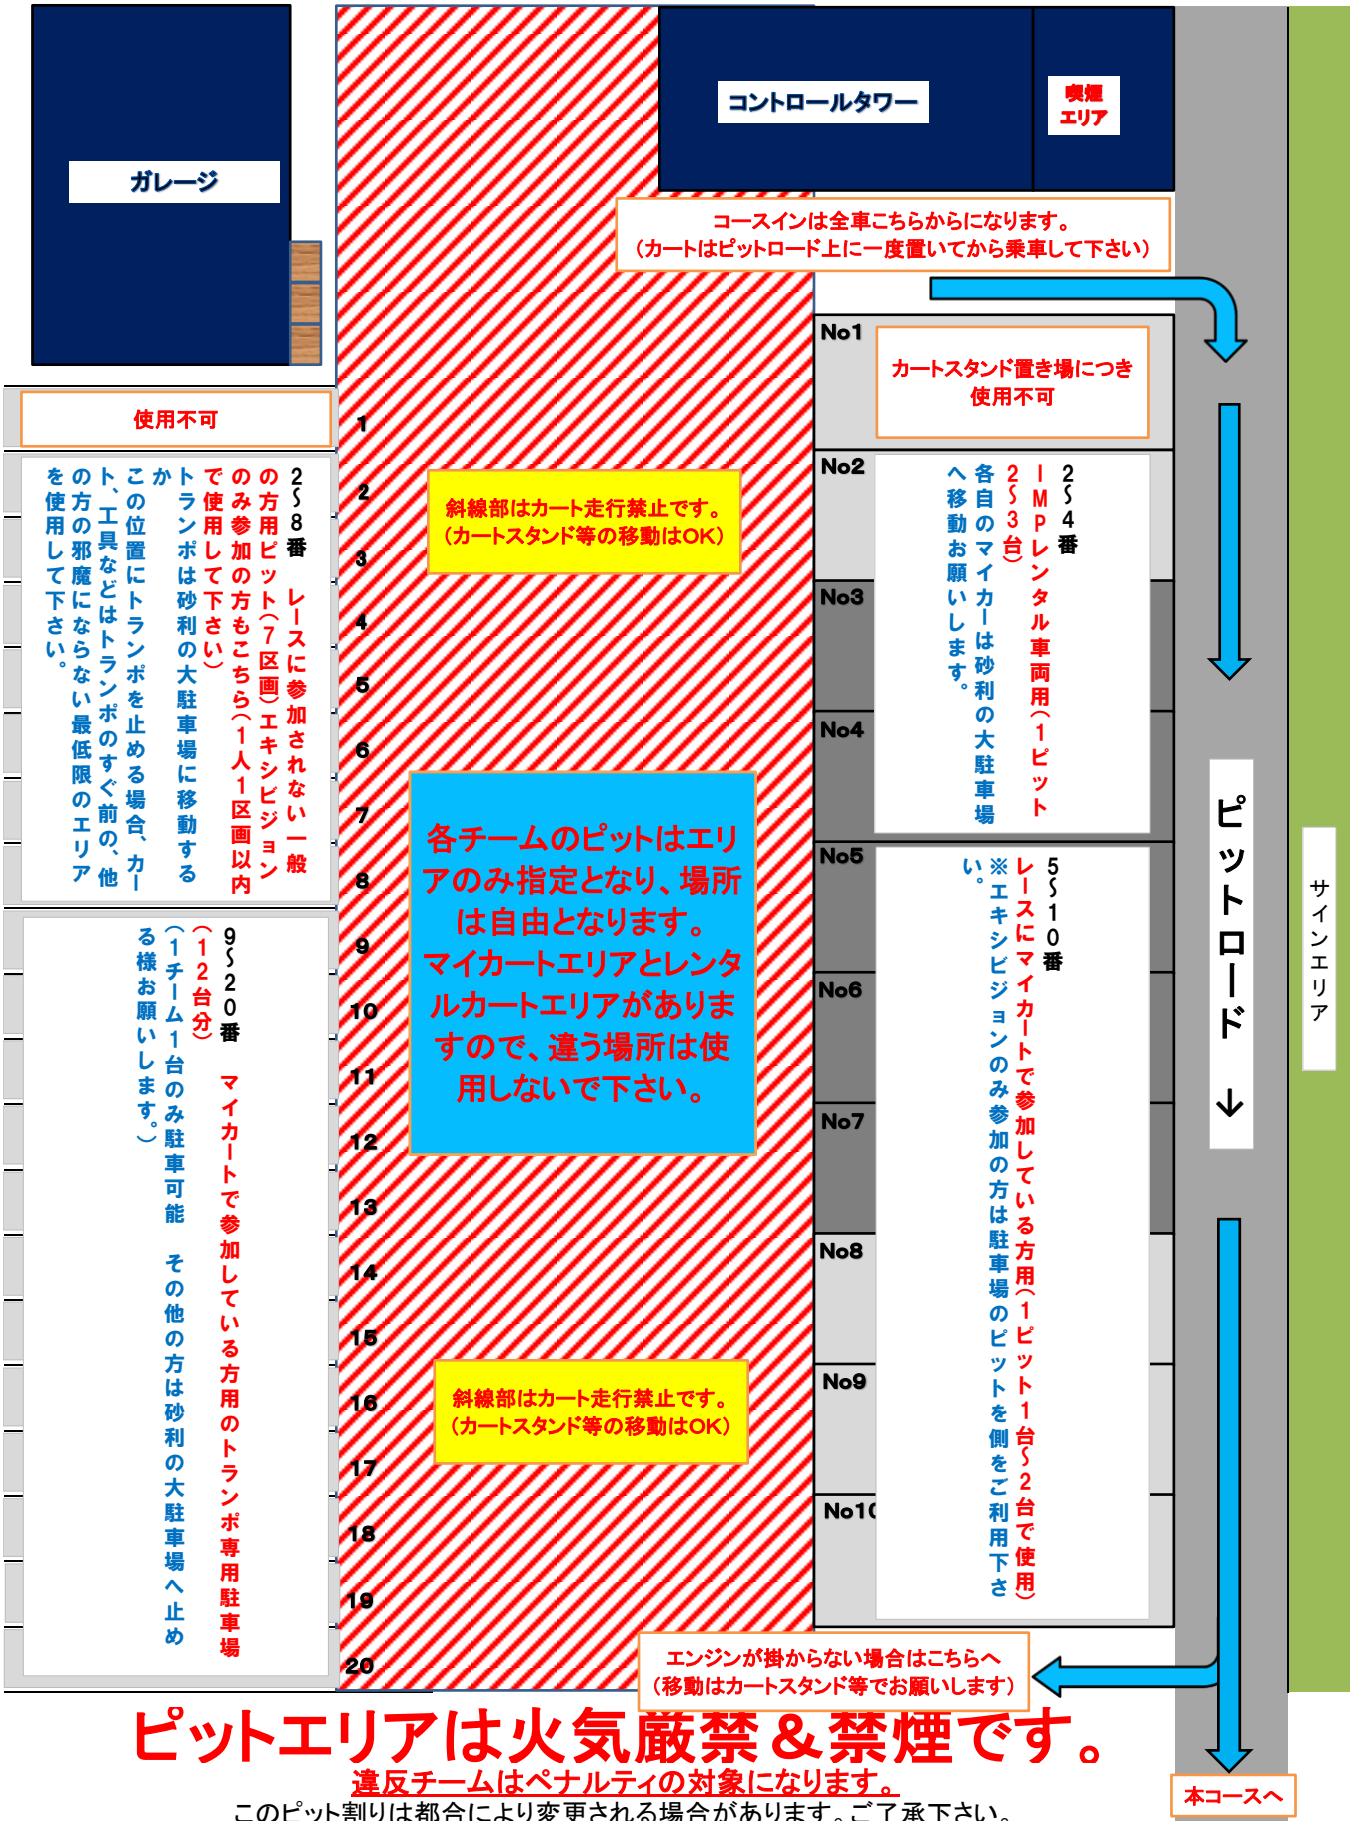 コントロールタワー
喫煙
エリア
ガレージ
コースインは全車こちらからになります。
（カートはピットロード上に一度置いてから乗車して下さい）
No1
カートスタンド置き場につき
使用不可
使用不可
1
2
3
4
5
6
7
8
9
10
11
12
13
14
15
16
17
18
19
20
2～8番　レースに参加されない一般
の方用ピット（7区画）エキシビジョン
のみ参加の方もこちら（1人1区画以内
で使用して下さい）
トランポは砂利の大駐車場に移動する
か
この位置にトランポを止める場合、カー
ト、工具などはトランポのすぐ前の、他
の方の邪魔にならない最低限のエリア
を使用して下さい。
斜線部はカート走行禁止です。
（カートスタンド等の移動はOK）
No2
No3
No4
2～4番
IMPレンタル車両用（1ピット
2～3台）
各自のマイカーは砂利の大駐車場
へ移動お願いします。
各チームのピットはエリ
アのみ指定となり、場所
は自由となります。
マイカートエリアとレンタ
ルカートエリアがありま
すので、違う場所は使
用しないで下さい。
No5
No6
No7
No8
No9
No10
5～10番
レースにマイカートで参加している方用（1ピット1台～2台で使用）
※エキシビジョンのみ参加の方は駐車場のピットを側をご利用下さ
い。
ピットロード　↓
サインエリア
9～20番　マイカートで参加している方用のトランポ専用駐車場
（12台分）
（1チーム1台のみ駐車可能　その他の方は砂利の大駐車場へ止め
る様お願いします。）
斜線部はカート走行禁止です。
（カートスタンド等の移動はOK）
エンジンが掛からない場合はこちらへ
（移動はカートスタンド等でお願いします）
ピットエリアは火気厳禁＆禁煙です。
違反チームはペナルティの対象になります。
本コースへ
このピット割りは都合により変更される場合があります。ご了承下さい。